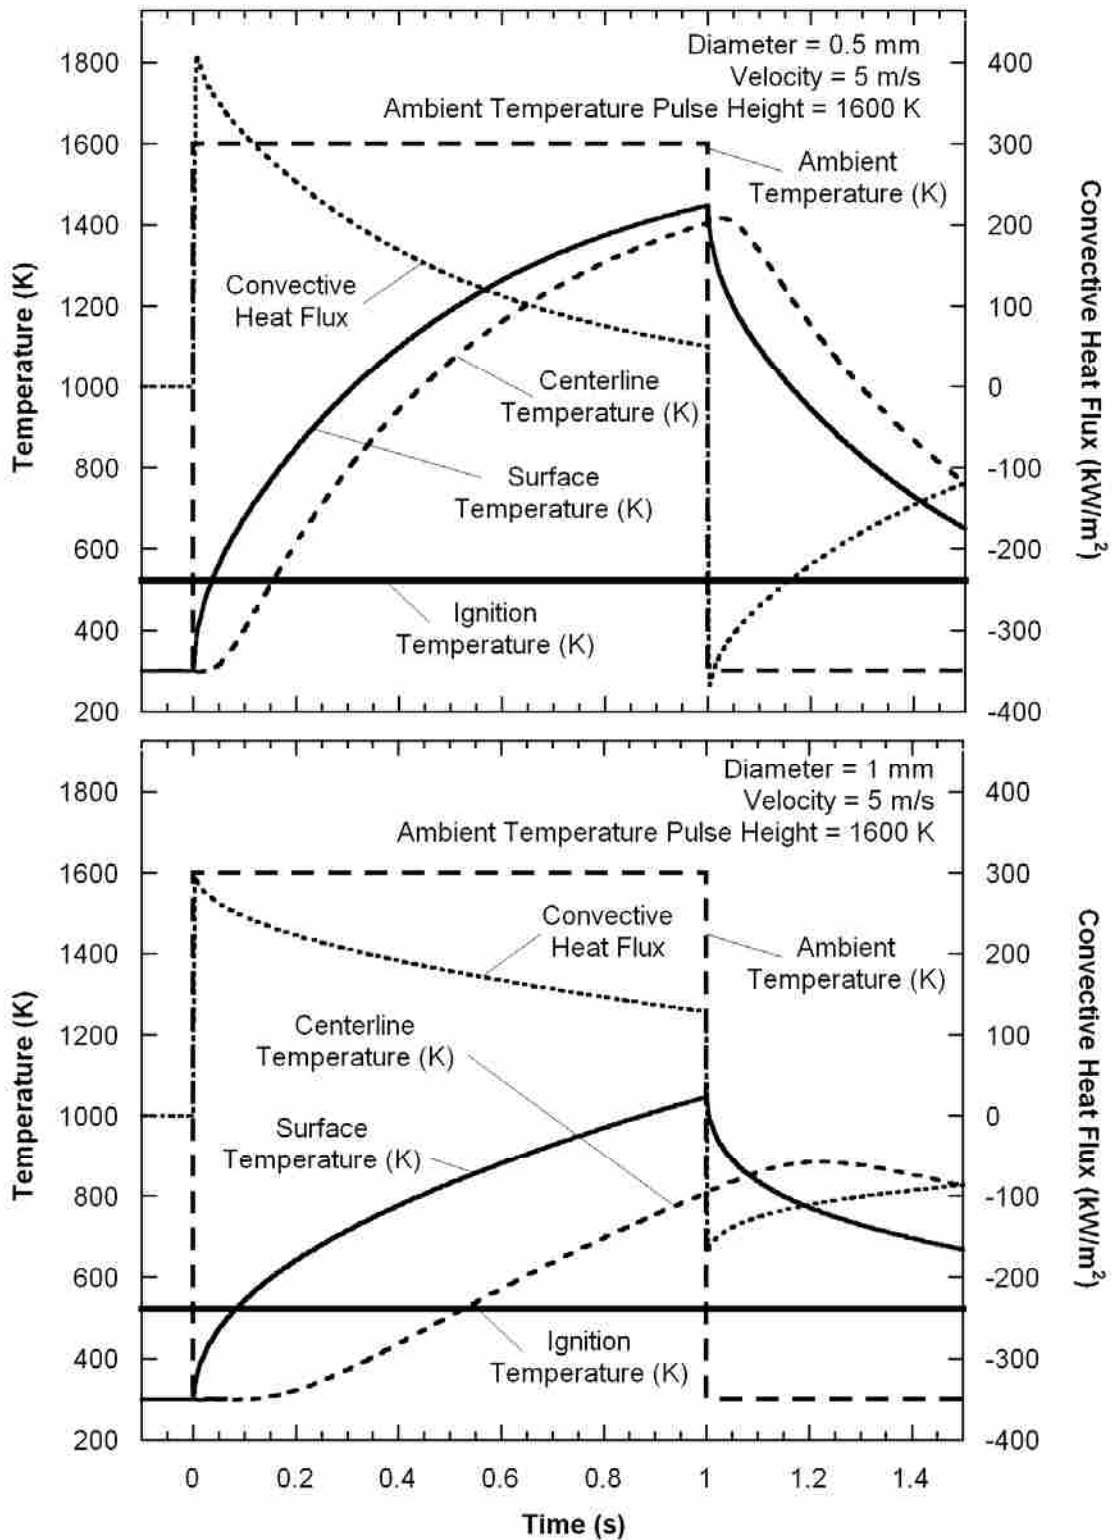 Diameter = 0.5 mm
Velocity = 5 m/s
Ambient Temperature Pulse Height = 1600 K
1800
1600
1400
1200
1000
800
600
400
200
Temperature (K)
400
300
200
100
0
-100
-200
-300
-400
Convective Heat Flux (kW/m²)
Ambient
Temperature (K)
Convective
Heat Flux
Centerline
Temperature (K)
Surface
Temperature (K)
Ignition
Temperature (K)
Diameter = 1 mm
Velocity = 5 m/s
Ambient Temperature Pulse Height = 1600 K
1800
1600
1400
1200
1000
800
600
400
200
Temperature (K)
400
300
200
100
0
-100
-200
-300
-400
Convective Heat Flux (kW/m²)
Convective
Heat Flux
Ambient
Temperature (K)
Centerline
Temperature (K)
Surface
Temperature (K)
Ignition
Temperature (K)
0
0.2
0.4
0.6
0.8
1
1.2
1.4
Time (s)